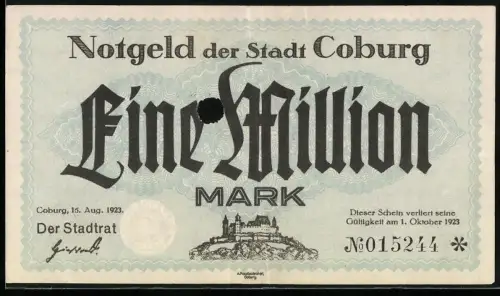 Notgeld der Stadt Coburg
Eine Million
MARK
Coburg, 15. Aug. 1923.
Der Stadtrat
Dieser Schein verliert seine
Gültigkeit am 1. Oktober 1923
№015244 *